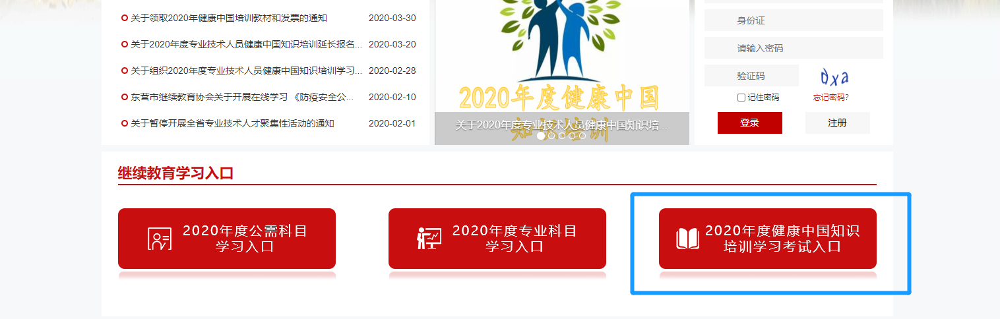 关于领取2020年健康中国培训教材和发票的通知 2020-03-30
关于2020年度专业技术人员健康中国知识培训延长报名... 2020-03-20
关于组织2020年度专业技术人员健康中国知识培训学习... 2020-02-28
东营市继续教育协会关于开展在线学习 《防疫安全公... 2020-02-10
关于暂停开展全省专业技术人才聚集性活动的通知 2020-02-01
2020年度健康中国
知识培训
关于2020年度专业技术人员健康中国知识培...
身份证
请输入密码
验证码
dxa
记住密码
忘记密码?
登录
注册
继续教育学习入口
2020年度公需科目
学习入口
2020年度专业科目
学习入口
2020年度健康中国知识
培训学习考试入口